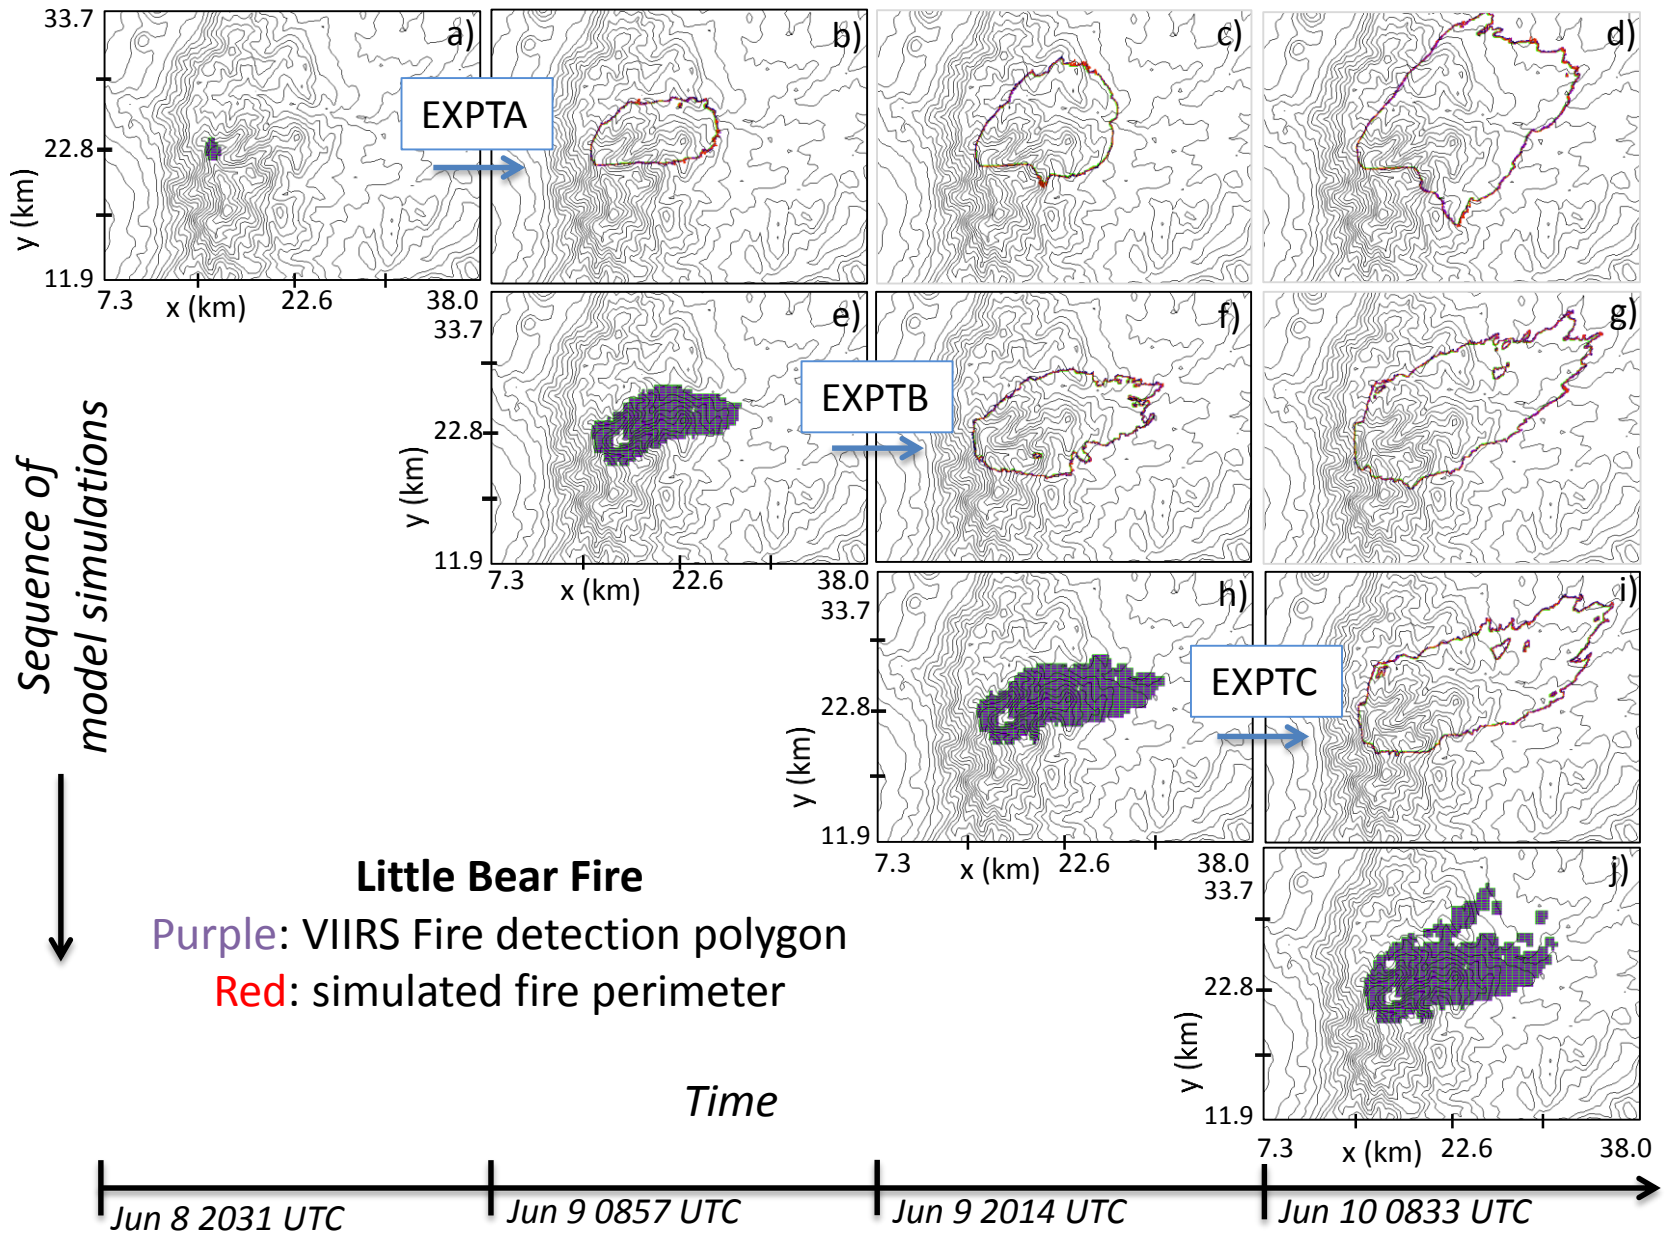 33.7
a)
b)
c)
d)
EXPTA
22.8
y (km)
11.9
7.3
x (km)
22.6
38.0
33.7
e)
f)
g)
EXPTB
22.8
y (km)
11.9
7.3
x (km)
22.6
38.0
33.7
h)
i)
EXPTC
22.8
y (km)
11.9
7.3
x (km)
22.6
38.0
33.7
j)
22.8
y (km)
11.9
7.3
x (km)
22.6
38.0
Sequence of
model simulations
Little Bear Fire
Purple: VIIRS Fire detection polygon
Red: simulated fire perimeter
Time
Jun 8 2031 UTC
Jun 9 0857 UTC
Jun 9 2014 UTC
Jun 10 0833 UTC